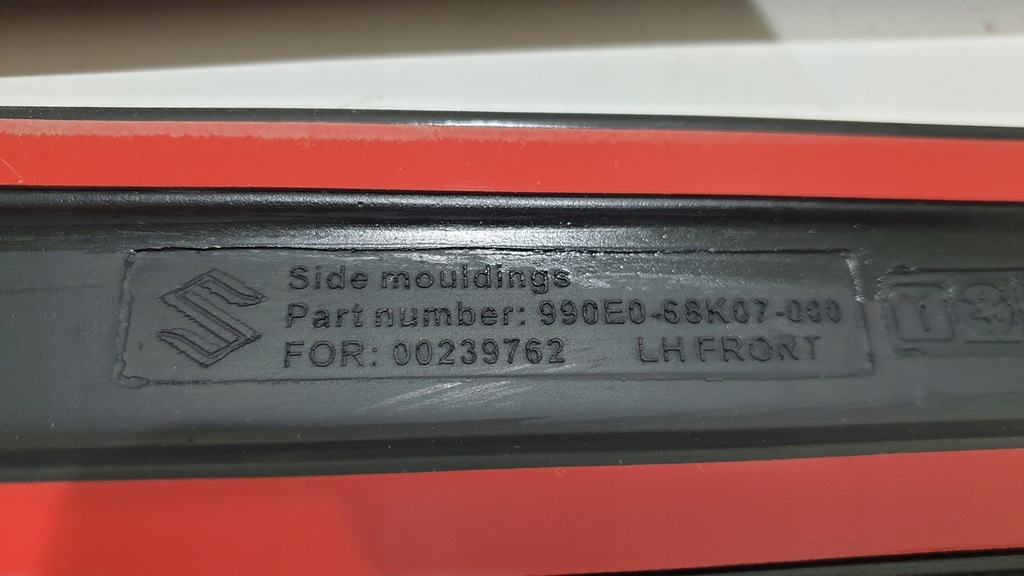 Side mouldings
Part number: 990E0-68K07-000
FOR: 00239762 LH FRONT